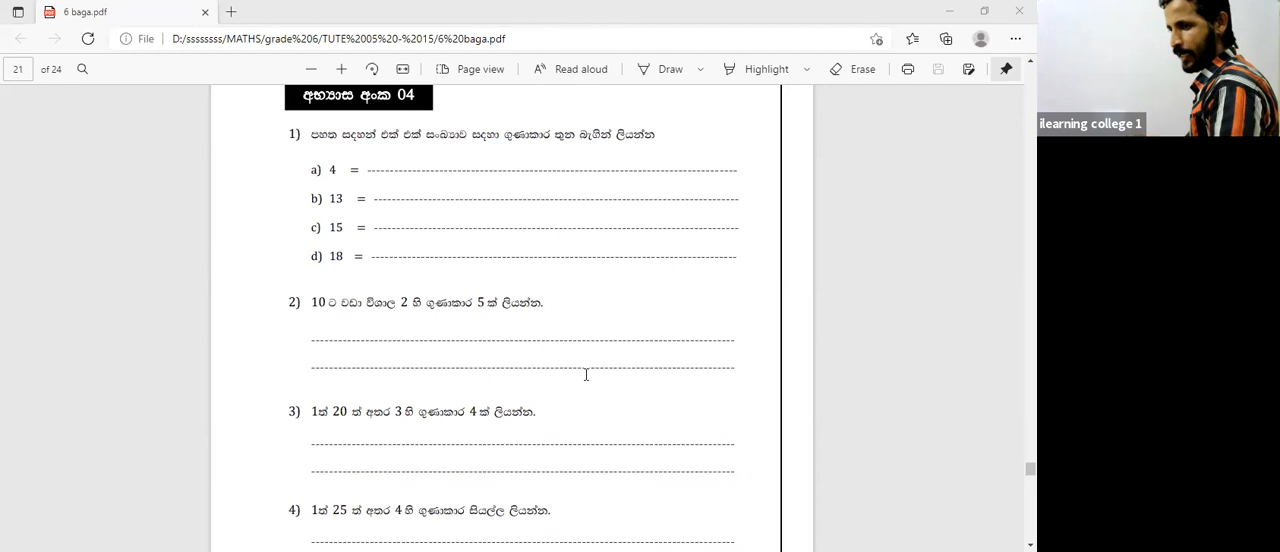 6 baga.pdf
File
D:/ssssssss/MATHS/grade%206/TUTE%2005%20-%2015/6%20baga.pdf
21 of 24
Page view
Read aloud
Draw
Highlight
Erase
ilearning college 1
අභ්‍යාස අංක 04
1) පහත සඳහන් එක් එක් සංඛ්‍යාව සඳහා ගුණාකාර තුන බැගින් ලියන්න
a) 4 =
b) 13 =
c) 15 =
d) 18 =
2) 10 ට වඩා විශාල 2 හි ගුණාකාර 5 ක් ලියන්න.
3) 1ත් 20 ත් අතර 3 හි ගුණාකාර 4 ක් ලියන්න.
4) 1ත් 25 ත් අතර 4 හි ගුණාකාර සියල්ල ලියන්න.